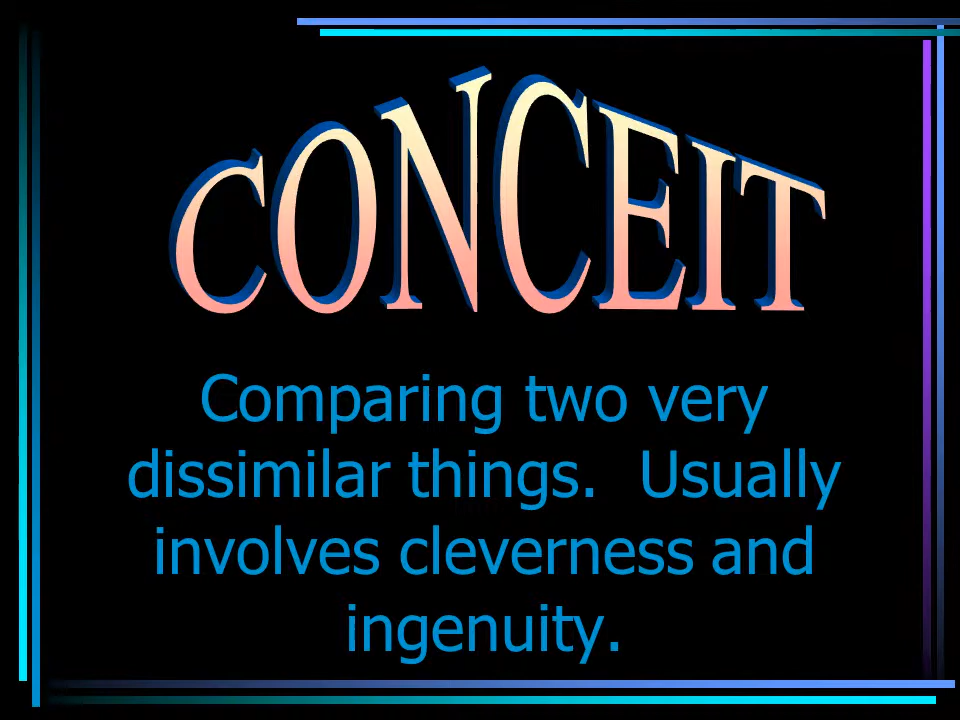 CONCEIT
Comparing two very
dissimilar things.  Usually
involves cleverness and
ingenuity.